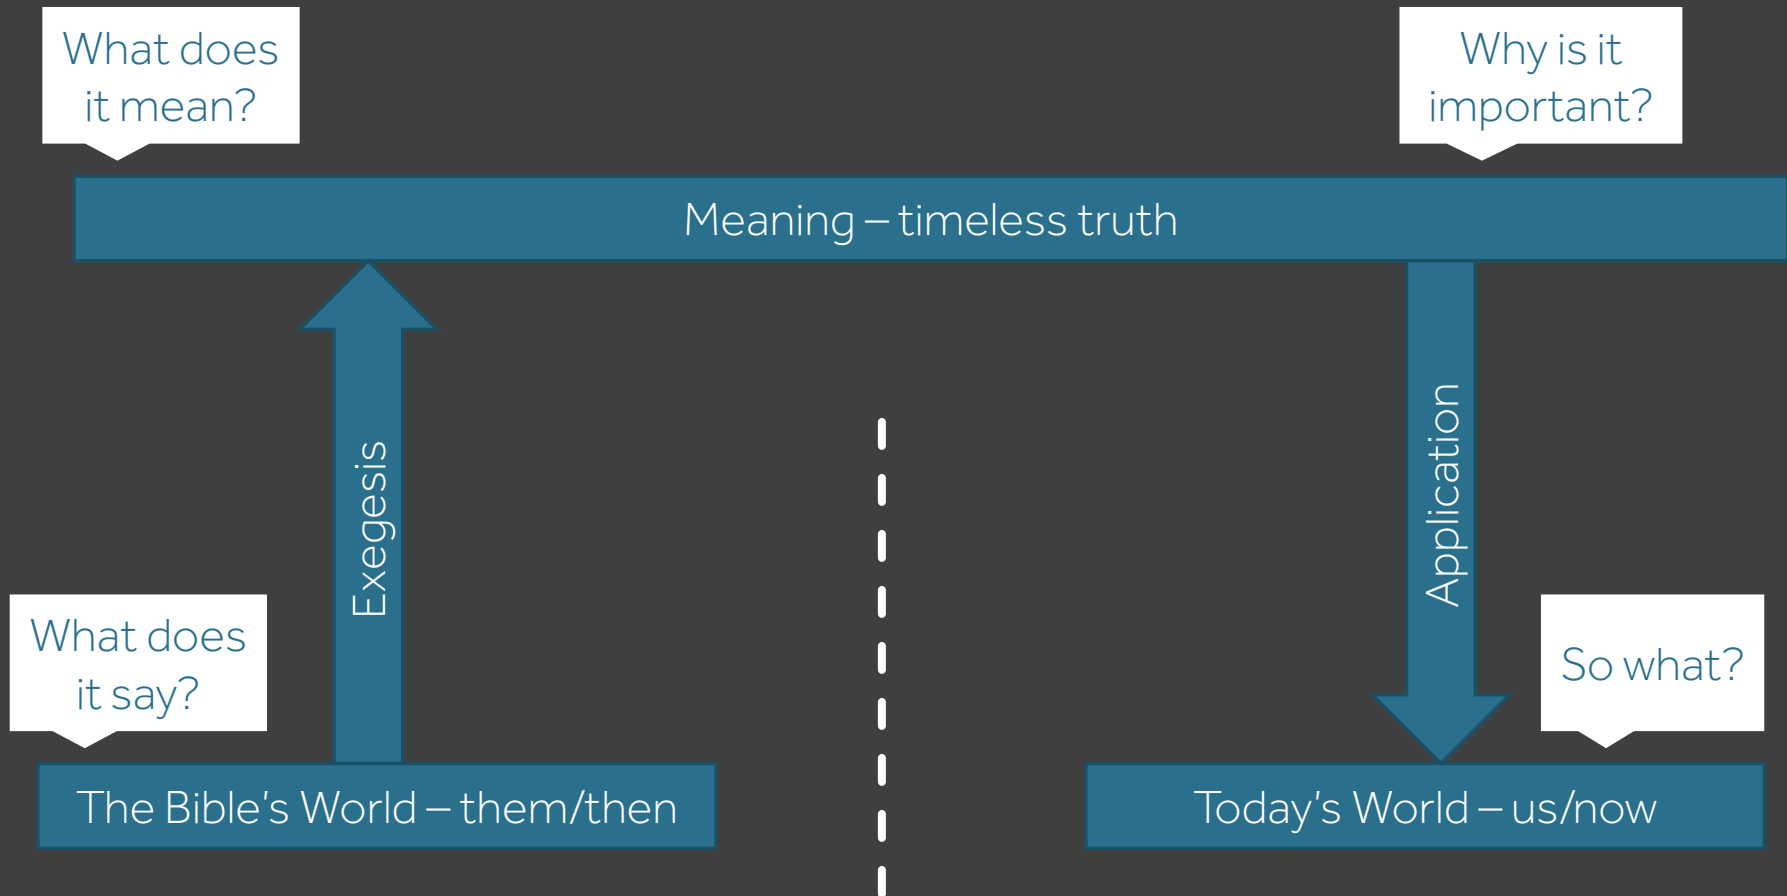 What does
it mean?
Why is it
important?
Meaning – timeless truth
Exegesis
Application
What does
it say?
So what?
The Bible's World – them/then
Today's World – us/now